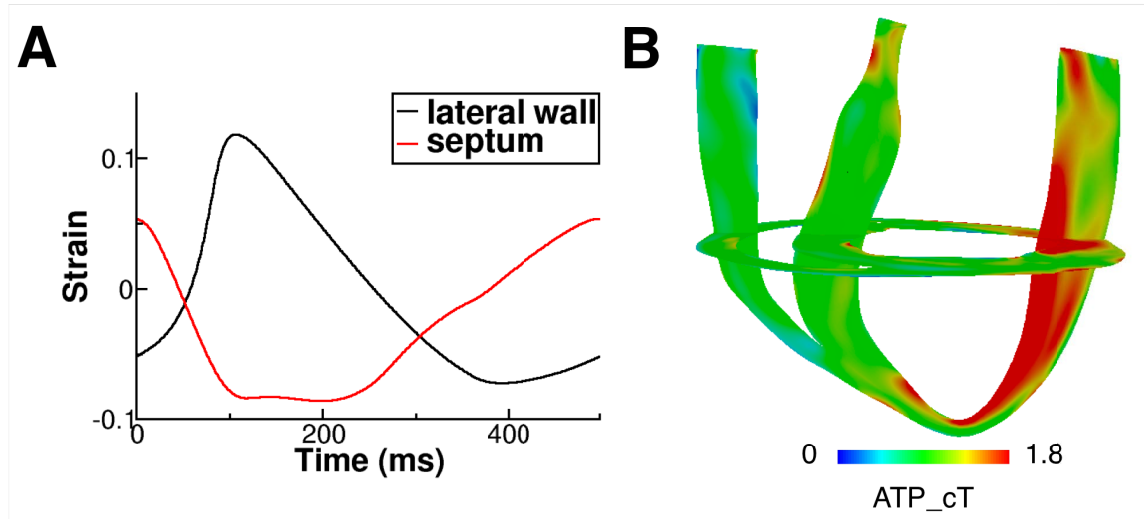 A
B
lateral wall
septum
0.1
0
-0.1
Strain
0 200 400
Time (ms)
0 1.8
ATP_cT